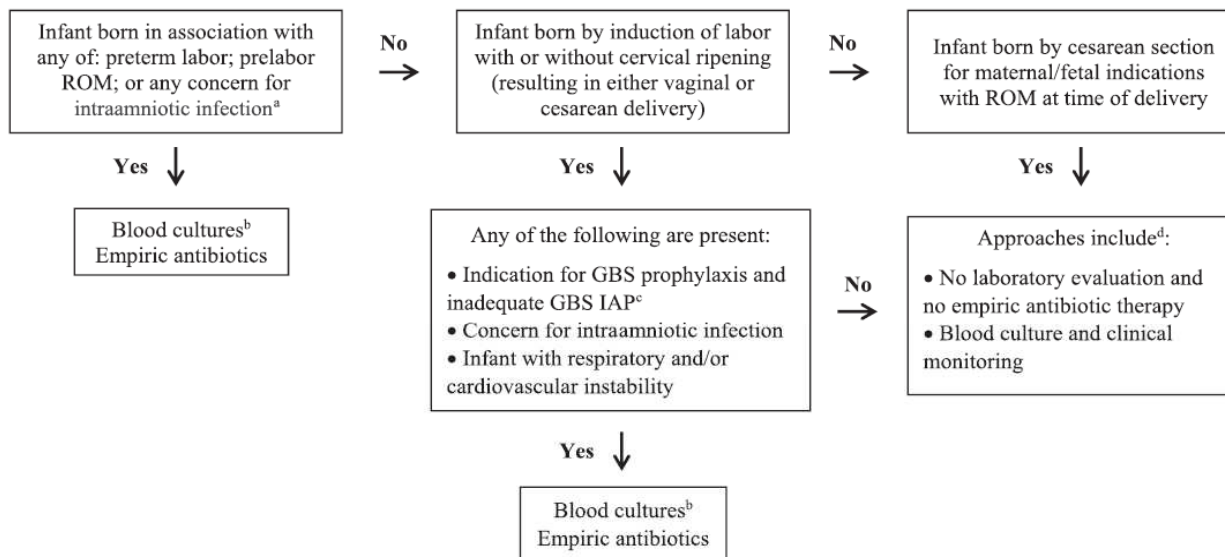 Infant born in association with
any of: preterm labor; prelabor
ROM; or any concern for
intraamniotic infectionᵃ
No
Infant born by induction of labor
with or without cervical ripening
(resulting in either vaginal or
cesarean delivery)
No
Infant born by cesarean section
for maternal/fetal indications
with ROM at time of delivery
Yes
Yes
Yes
Blood culturesᵇ
Empiric antibiotics
Any of the following are present:
• Indication for GBS prophylaxis and
inadequate GBS IAPᶜ
• Concern for intraamniotic infection
• Infant with respiratory and/or
cardiovascular instability
No
Approaches includeᵈ:
• No laboratory evaluation and
no empiric antibiotic therapy
• Blood culture and clinical
monitoring
Yes
Blood culturesᵇ
Empiric antibiotics